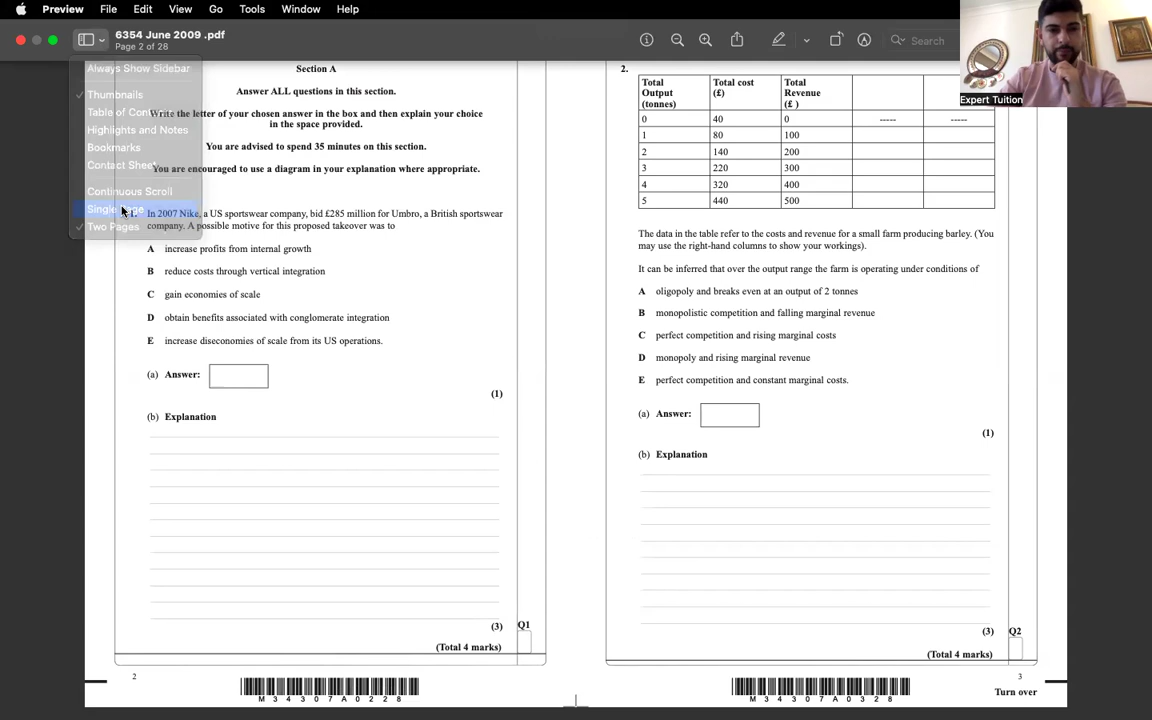 Preview File Edit View Go Tools Window Help
6354 June 2009 .pdf
Page 2 of 28
Search
Expert Tuition
Always Show Sidebar
✓ Thumbnails
Table of Contents
Highlights and Notes
Bookmarks
Contact Sheet
Continuous Scroll
Single Page
✓ Two Pages
Section A
Answer ALL questions in this section.
Write the letter of your chosen answer in the box and then explain your choice
in the space provided.
You are advised to spend 35 minutes on this section.
You are encouraged to use a diagram in your explanation where appropriate.
In 2007 Nike, a US sportswear company, bid £285 million for Umbro, a British sportswear
company. A possible motive for this proposed takeover was to
A increase profits from internal growth
B reduce costs through vertical integration
C gain economies of scale
D obtain benefits associated with conglomerate integration
E increase diseconomies of scale from its US operations.
(a) Answer:
(1)
(b) Explanation
(3)
Q1
(Total 4 marks)
2
M34307A0228
2.
Total Output (tonnes) Total cost (£) Total Revenue (£ )
0 40 0 ----- -----
1 80 100
2 140 200
3 220 300
4 320 400
5 440 500
The data in the table refer to the costs and revenue for a small farm producing barley. (You
may use the right-hand columns to show your workings).
It can be inferred that over the output range the farm is operating under conditions of
A oligopoly and breaks even at an output of 2 tonnes
B monopolistic competition and falling marginal revenue
C perfect competition and rising marginal costs
D monopoly and rising marginal revenue
E perfect competition and constant marginal costs.
(a) Answer:
(1)
(b) Explanation
(3)
Q2
(Total 4 marks)
3
M34307A0328
Turn over